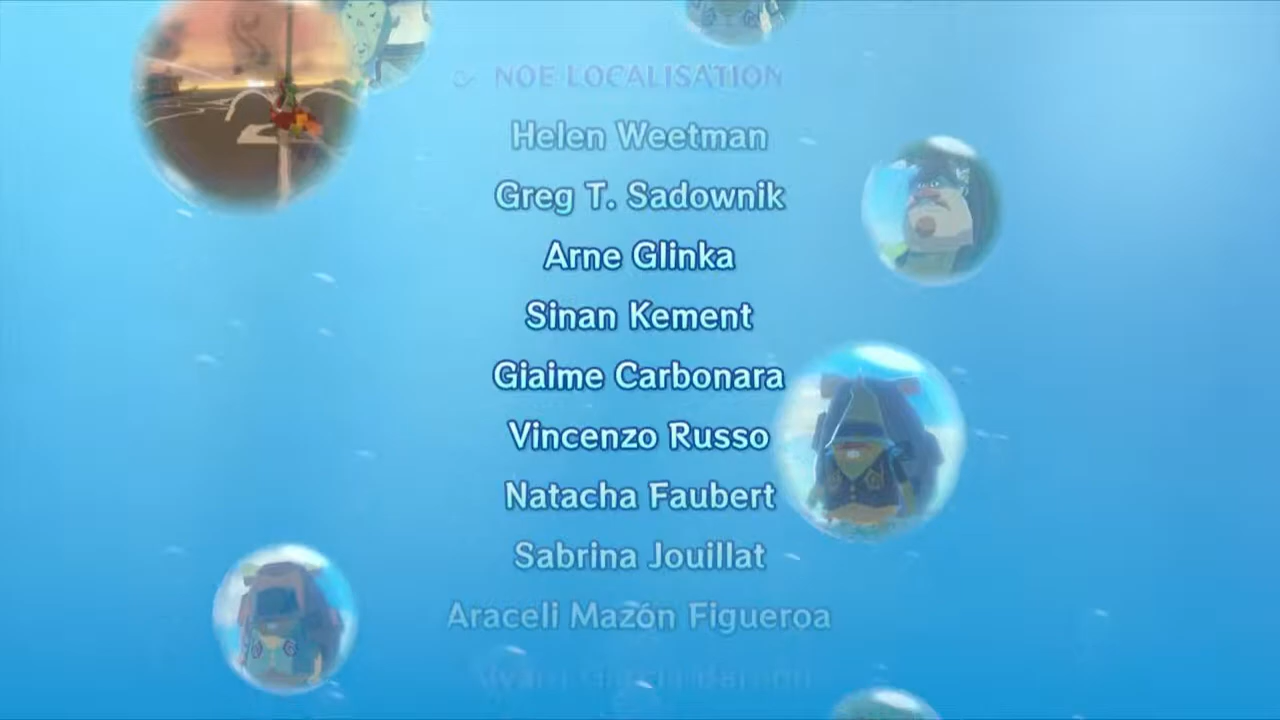 NOE LOCALISATION
Helen Weetman
Greg T. Sadownik
Arne Glinka
Sinan Kement
Giaime Carbonara
Vincenzo Russo
Natacha Faubert
Sabrina Jouillat
Araceli Mazón Figueroa